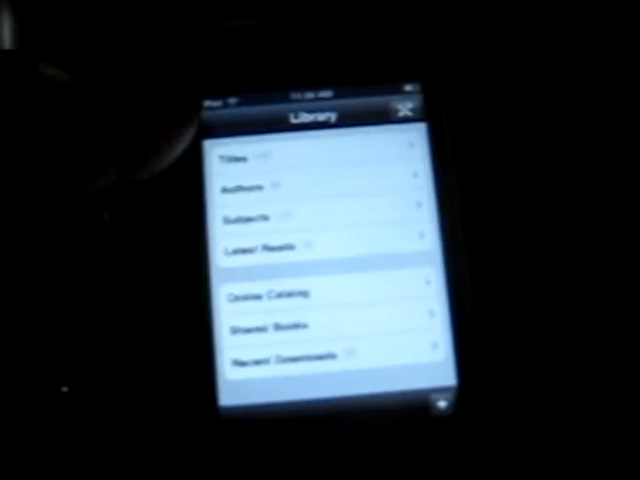 Library
Titles
Authors
Subjects
Latest Reads
Online Catalog
Shared Books
Recent Downloads